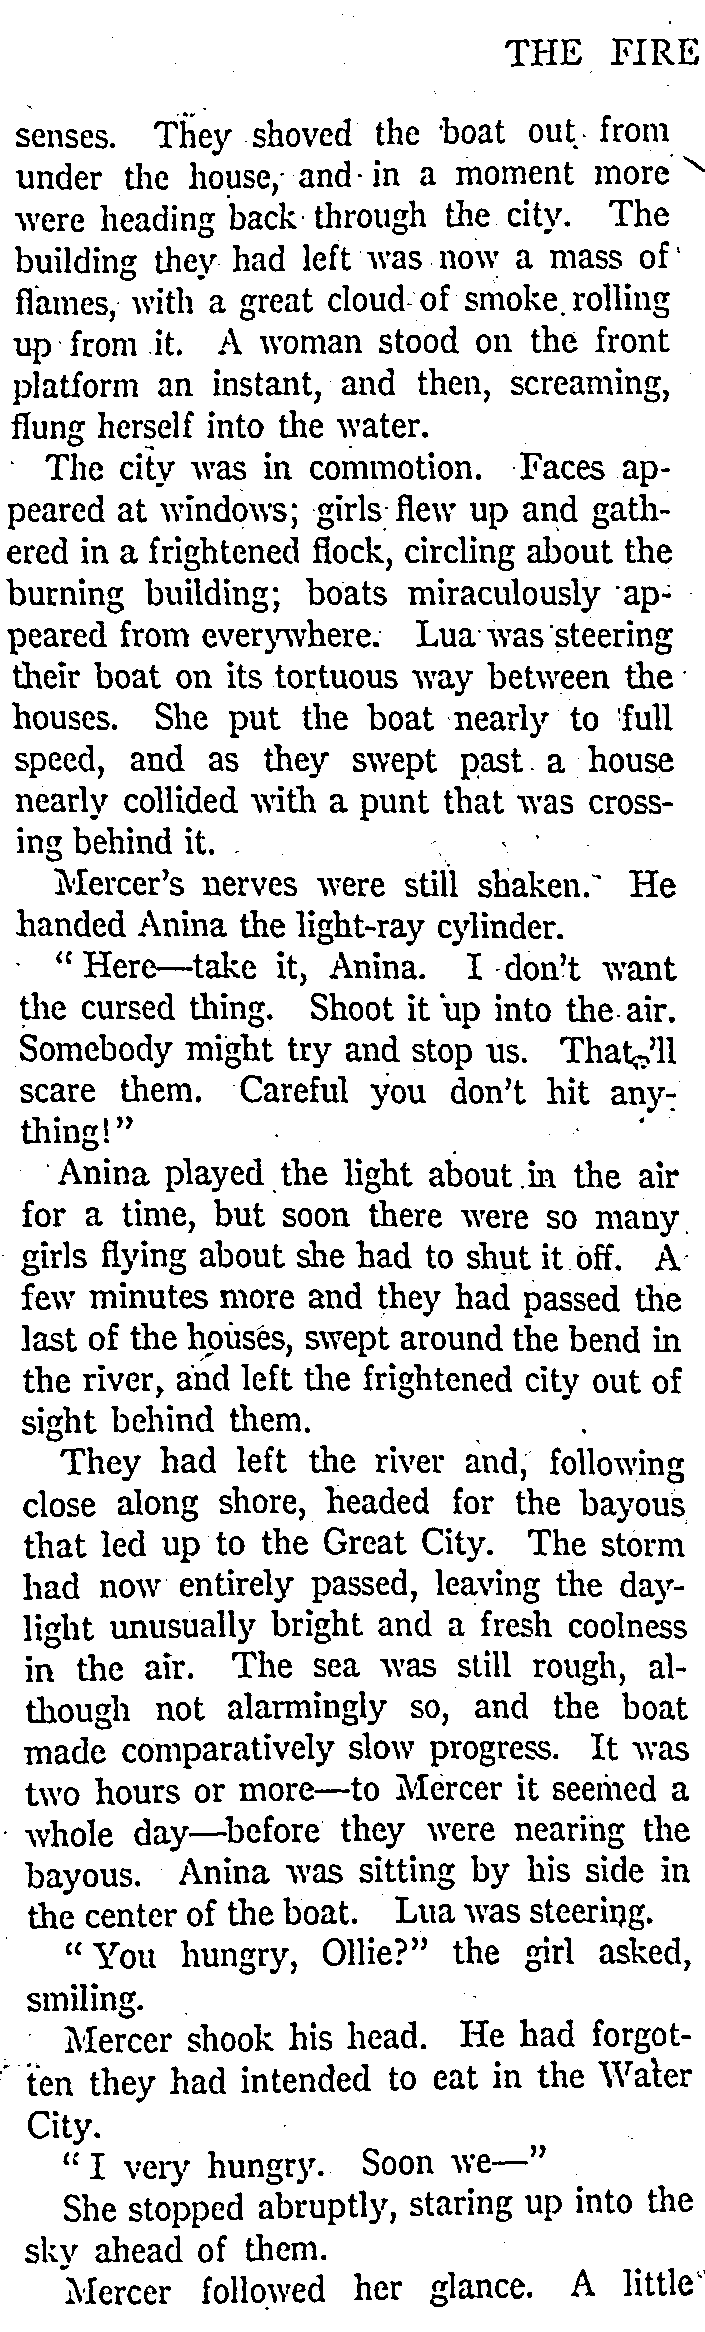 THE FIRE
senses. They shoved the boat out from
under the house, and in a moment more
were heading back through the city. The
building they had left was now a mass of
flames, with a great cloud of smoke rolling
up from it. A woman stood on the front
platform an instant, and then, screaming,
flung herself into the water.
The city was in commotion. Faces ap-
peared at windows; girls flew up and gath-
ered in a frightened flock, circling about the
burning building; boats miraculously ap-
peared from everywhere. Lua was steering
their boat on its tortuous way between the
houses. She put the boat nearly to full
speed, and as they swept past a house
nearly collided with a punt that was cross-
ing behind it.
Mercer's nerves were still shaken. He
handed Anina the light-ray cylinder.
"Here—take it, Anina. I don't want
the cursed thing. Shoot it up into the air.
Somebody might try and stop us. That'll
scare them. Careful you don't hit any-
thing!"
Anina played the light about in the air
for a time, but soon there were so many
girls flying about she had to shut it off. A
few minutes more and they had passed the
last of the houses, swept around the bend in
the river, and left the frightened city out of
sight behind them.
They had left the river and, following
close along shore, headed for the bayous
that led up to the Great City. The storm
had now entirely passed, leaving the day-
light unusually bright and a fresh coolness
in the air. The sea was still rough, al-
though not alarmingly so, and the boat
made comparatively slow progress. It was
two hours or more—to Mercer it seemed a
whole day—before they were nearing the
bayous. Anina was sitting by his side in
the center of the boat. Lua was steering.
"You hungry, Ollie?" the girl asked,
smiling.
Mercer shook his head. He had forgot-
ten they had intended to eat in the Water
City.
"I very hungry. Soon we—"
She stopped abruptly, staring up into the
sky ahead of them.
Mercer followed her glance. A little